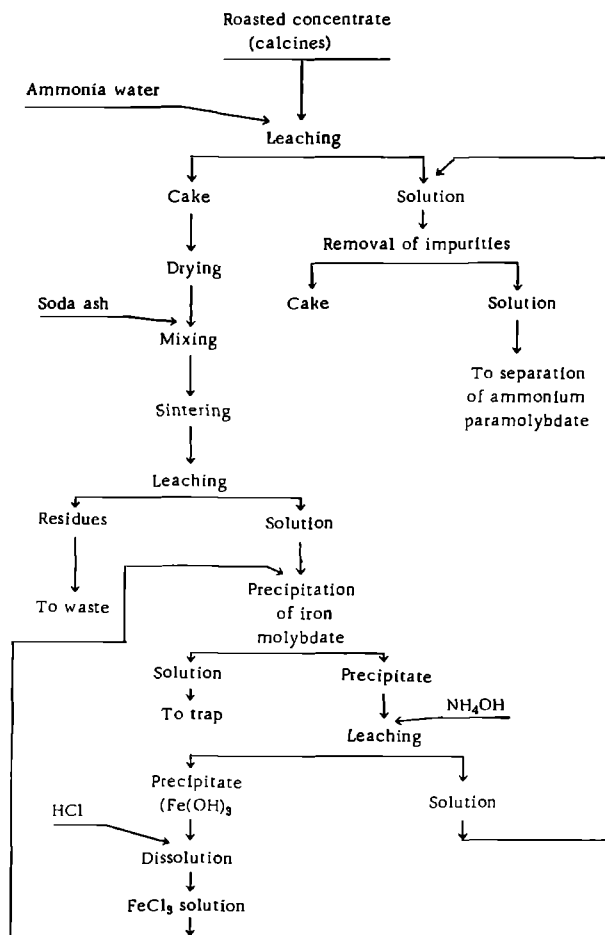 Roasted concentrate
(calcines)
Ammonia water
Leaching
Cake
Solution
Removal of impurities
Drying
Cake
Solution
Soda ash
Mixing
To separation
of ammonium
paramolybdate
Sintering
Leaching
Residues
Solution
To waste
Precipitation
of iron
molybdate
Solution
Precipitate
To trap
NH₄OH
Leaching
Precipitate
(Fe(OH)₃
Solution
HCl
Dissolution
FeCl₃ solution